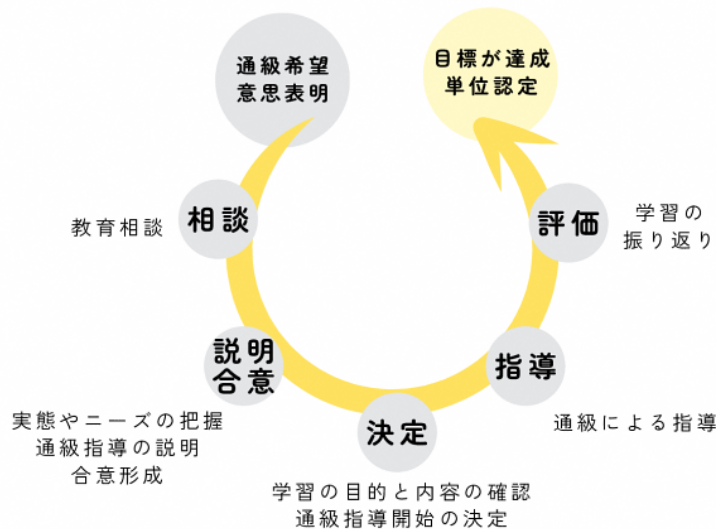 通級希望
意思表明
目標が達成
単位認定
相談
教育相談
評価
学習の
振り返り
説明
合意
実態やニーズの把握
通級指導の説明
合意形成
指導
通級による指導
決定
学習の目的と内容の確認
通級指導開始の決定